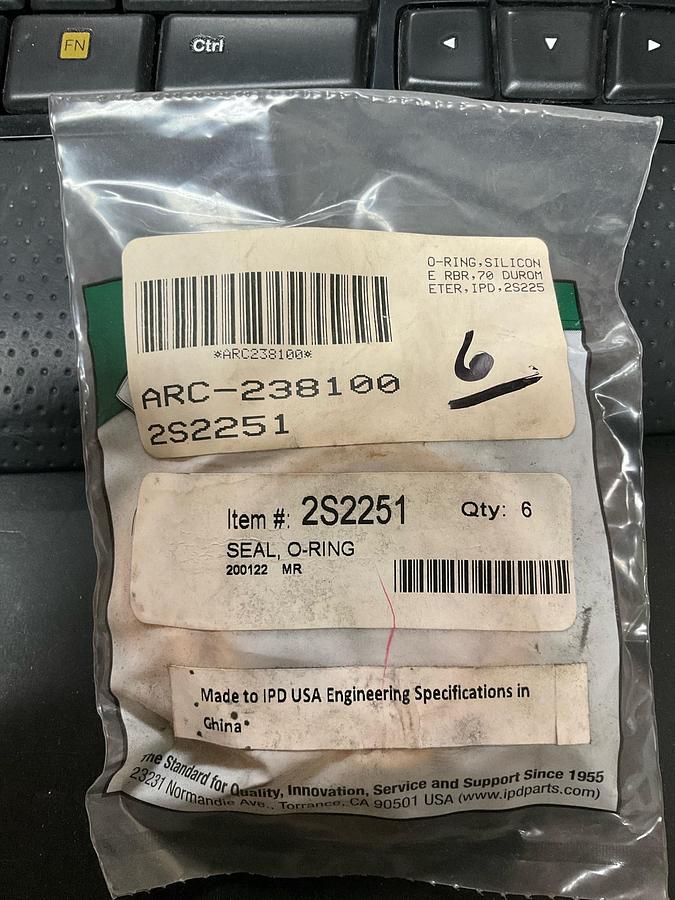 FN
Ctrl
O-RING,SILICON
E RBR,70 DUROM
ETER,IPD,2S225
*ARC238100*
6
ARC-238100
2S2251
Item #: 2S2251 Qty: 6
SEAL, O-RING
200122 MR
Made to IPD USA Engineering Specifications in
China*
The Standard for Quality, Innovation, Service and Support Since 1955
23231 Normandie Ave., Torrance, CA 90501 USA (www.ipdparts.com)